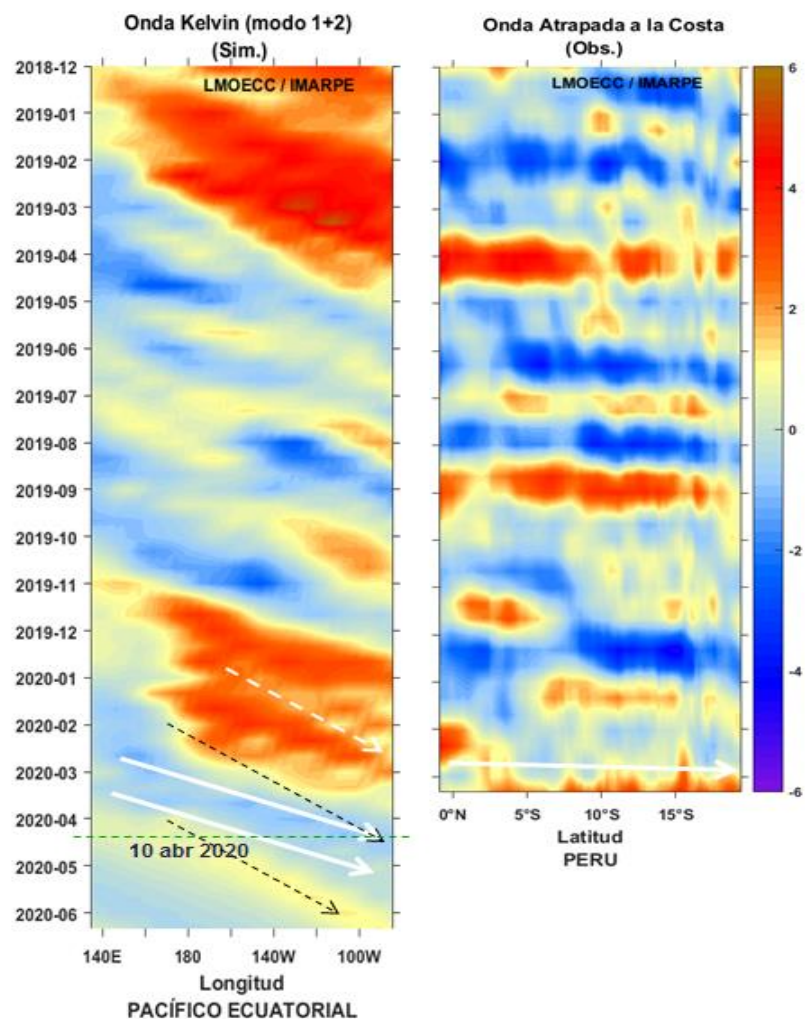 Onda Kelvin (modo 1+2)
(Sim.)
LMOECC / IMARPE
2018-12
2019-01
2019-02
2019-03
2019-04
2019-05
2019-06
2019-07
2019-08
2019-09
2019-10
2019-11
2019-12
2020-01
2020-02
2020-03
2020-04
10 abr 2020
2020-05
2020-06
140E 180 140W 100W
Longitud
PACÍFICO ECUATORIAL
Onda Atrapada a la Costa
(Obs.)
LMOECC / IMARPE
0°N 5°S 10°S 15°S
Latitud
PERU
6
4
2
0
-2
-4
-6